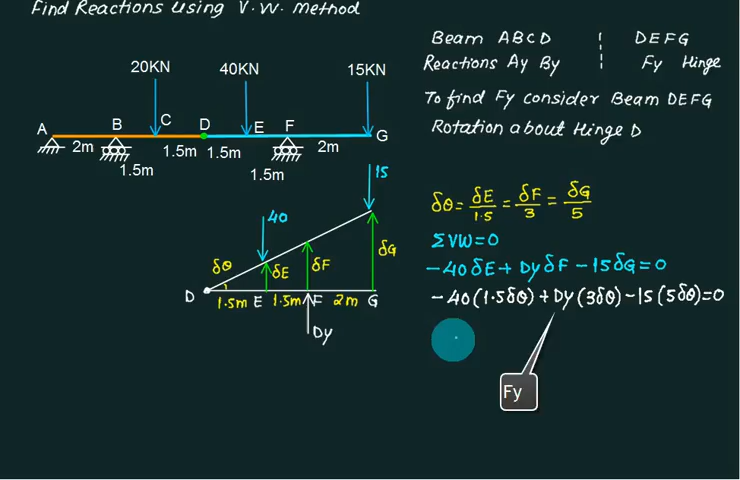 Find Reactions Using V.W. method
Beam ABCD DEFG
Reactions Ay By Fy Hinge
To find Fy consider Beam DEFG
Rotation about Hinge D
20KN 40KN 15KN
A B C D E F G
2m 1.5m 1.5m 2m
1.5m 1.5m
15
40
δθ δE δF δG
D 1.5m E 1.5m F 2m G
Dy
δθ = δE/1.5 = δF/3 = δG/5
ΣVW=0
-40δE + DyδF - 15δG = 0
-40(1.5δθ) + Dy(3δθ) - 15(5δθ) = 0
Fy